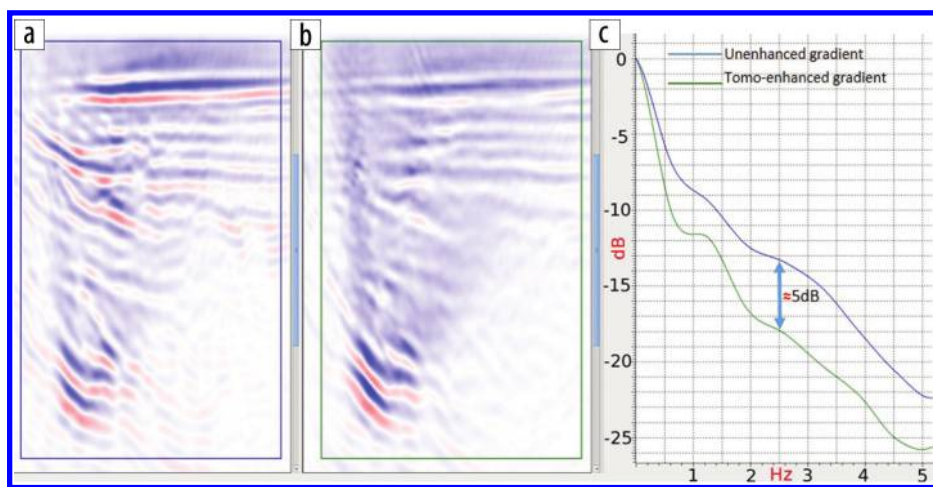 a
b
c
Unenhanced gradient
Tomo-enhanced gradient
0
-5
-10
dB
-15
≈5dB
-20
-25
1 2 Hz 3 4 5